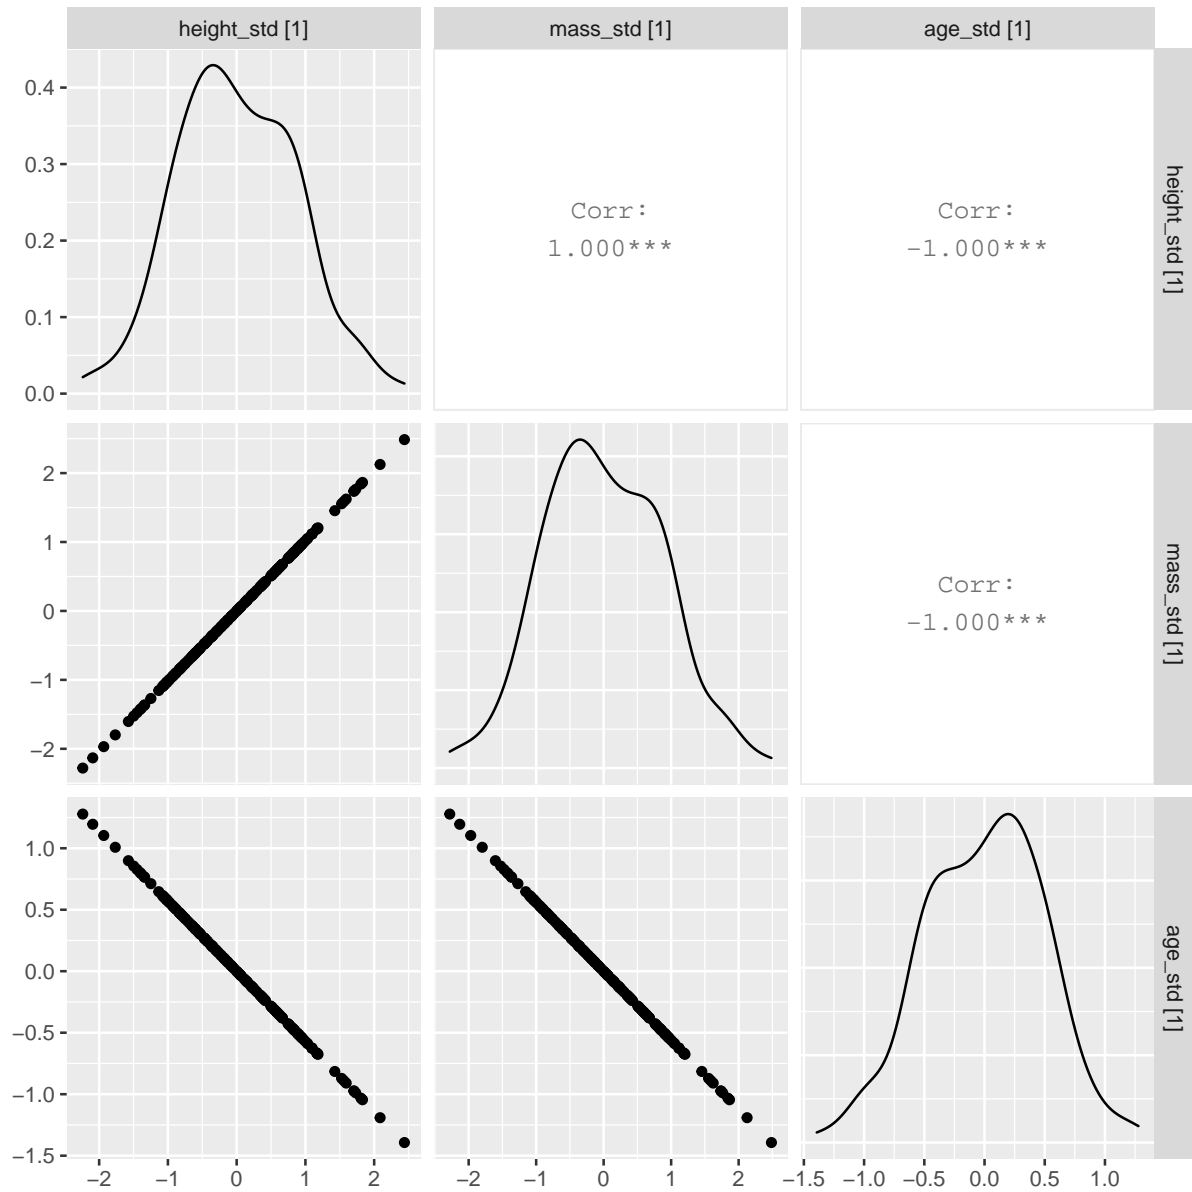 height_std [1]
mass_std [1]
age_std [1]
0.4
0.3
0.2
0.1
0.0
Corr:
1.000***
Corr:
−1.000***
height_std [1]
2
1
0
−1
−2
Corr:
−1.000***
mass_std [1]
1.0
0.5
0.0
−0.5
−1.0
−1.5
age_std [1]
−2 −1 0 1 2 −2 −1 0 1 2 −1.5 −1.0 −0.5 0.0 0.5 1.0